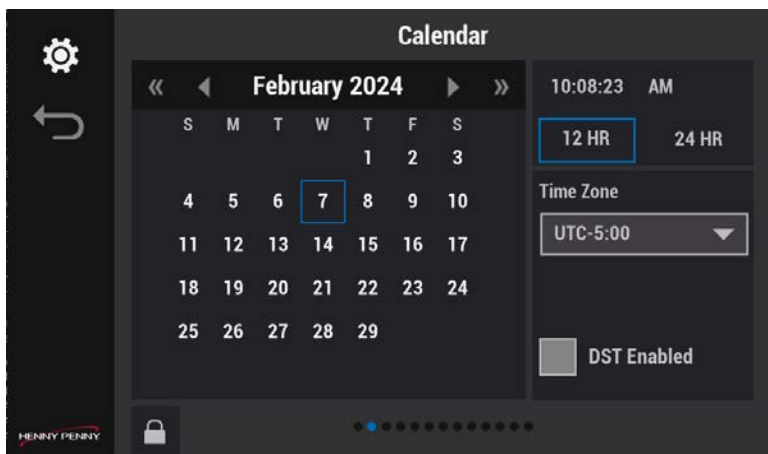 Calendar
February 2024
S M T W T F S
1 2 3
4 5 6 7 8 9 10
11 12 13 14 15 16 17
18 19 20 21 22 23 24
25 26 27 28 29
10:08:23 AM
12 HR 24 HR
Time Zone
UTC-5:00
DST Enabled
HENNY PENNY